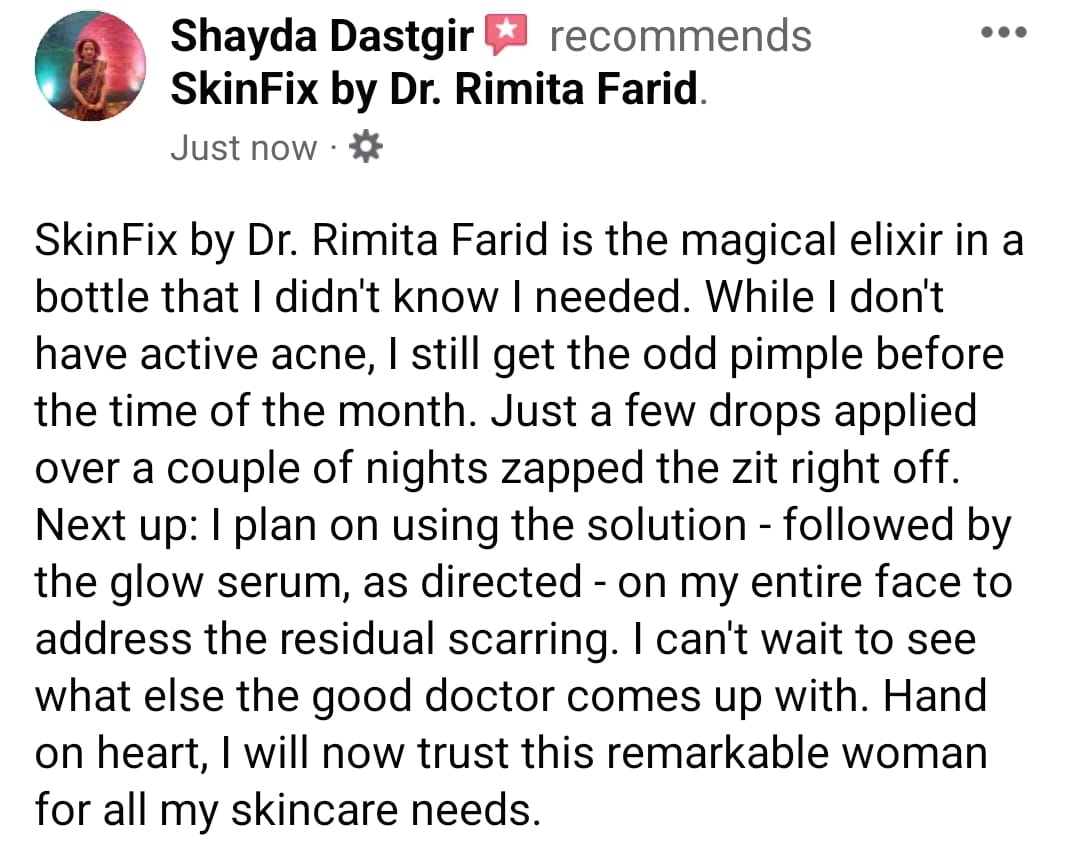 Shayda Dastgir recommends
SkinFix by Dr. Rimita Farid.
Just now ·
SkinFix by Dr. Rimita Farid is the magical elixir in a
bottle that I didn't know I needed. While I don't
have active acne, I still get the odd pimple before
the time of the month. Just a few drops applied
over a couple of nights zapped the zit right off.
Next up: I plan on using the solution - followed by
the glow serum, as directed - on my entire face to
address the residual scarring. I can't wait to see
what else the good doctor comes up with. Hand
on heart, I will now trust this remarkable woman
for all my skincare needs.